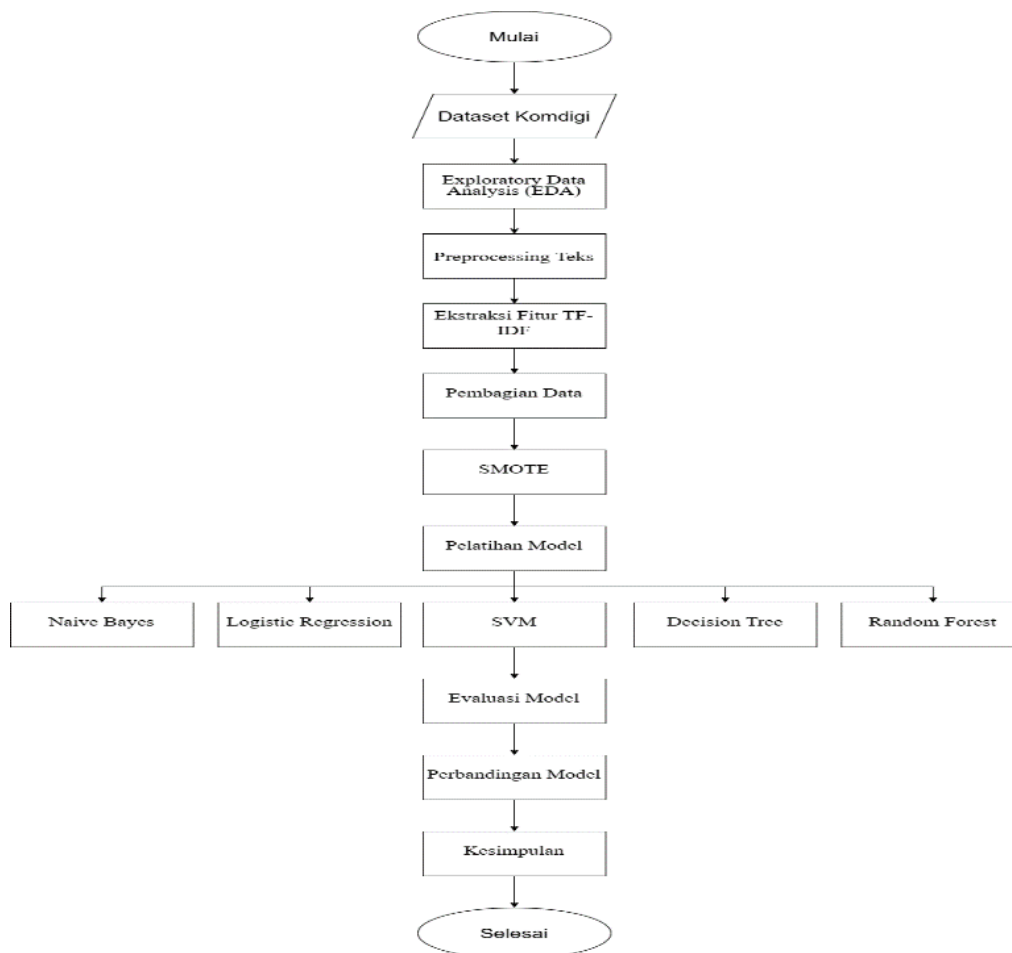 Mulai
Dataset Komdigi
Exploratory Data
Analysis (EDA)
Preprocessing Teks
Ekstraksi Fitur TF-
IDF
Pembagian Data
SMOTE
Pelatihan Model
Naive Bayes
Logistic Regression
SVM
Decision Tree
Random Forest
Evaluasi Model
Perbandingan Model
Kesimpulan
Selesai